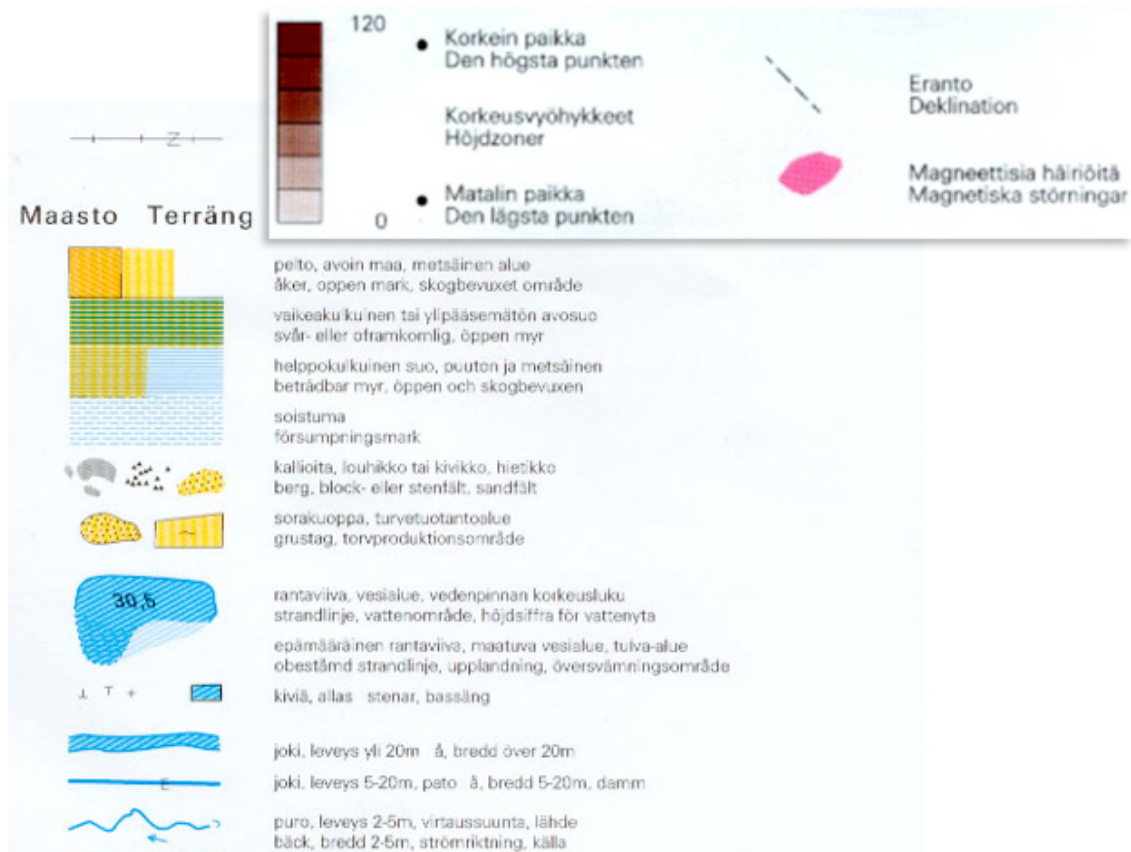 120
Korkein paikka
Den högsta punkten
Korkeusvyöhykkeet
Höjdzoner
Matalin paikka
Den lägsta punkten
0
Eranto
Deklination
Magneettisia häiriöitä
Magnetiska störningar
Z
Maasto Terräng
pelto, avoin maa, metsäinen alue
åker, öppen mark, skogbevuxet område
vaikeakulkuinen tai ylipääsemätön avosuo
svår- eller oframkomlig, öppen myr
helppokulkuinen suo, puuton ja metsäinen
beträdbar myr, öppen och skogbevuxen
soistuma
försumpningsmark
kallioita, louhikko tai kivikko, hietikko
berg, block- eller stenfält, sandfält
sorakuoppa, turvetuotantoalue
grustag, torvproduktionsområde
30,5
rantaviiva, vesialue, vedenpinnan korkeusluku
strandlinje, vattenområde, höjdsiffra för vattenyta
epämääräinen rantaviiva, maatuva vesialue, tulva-alue
obestämd strandlinje, upplandning, översvämningsområde
kiviä, allas stenar, bassäng
joki, leveys yli 20m å, bredd över 20m
E
joki, leveys 5-20m, pato å, bredd 5-20m, damm
puro, leveys 2-5m, virtaussuunta, lähde
bäck, bredd 2-5m, strömriktning, källa